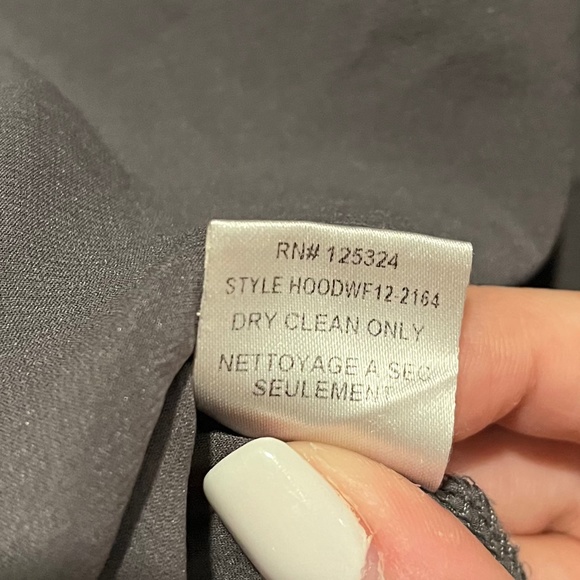 RN# 125324
STYLE HOODWF12-2164
DRY CLEAN ONLY
NETTOYAGE A SEC
SEULEMENT